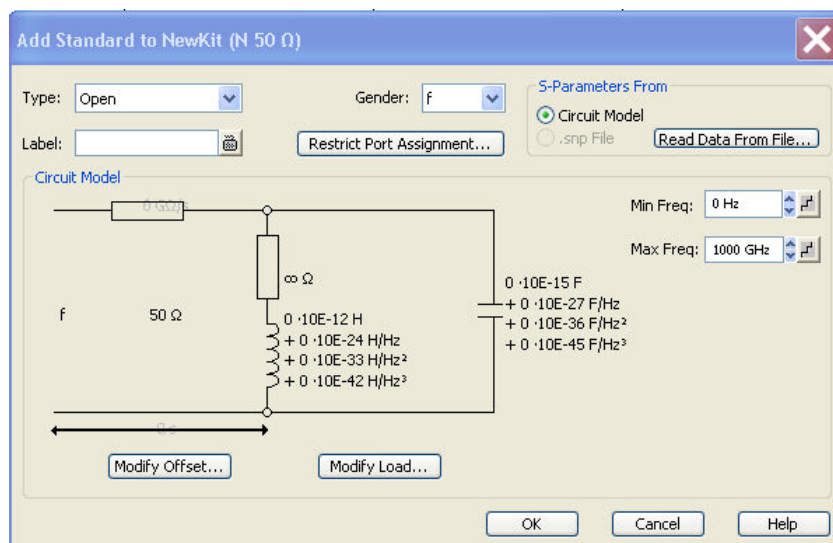 Add Standard to NewKit (N 50 Ω)
Type: Open
Gender: f
S-Parameters From
Circuit Model
.snp File
Read Data From File...
Label:
Restrict Port Assignment...
Circuit Model
0 GΩ/s
Min Freq: 0 Hz
Max Freq: 1000 GHz
∞ Ω
f
50 Ω
0 ·10E-12 H
+ 0 ·10E-24 H/Hz
+ 0 ·10E-33 H/Hz²
+ 0 ·10E-42 H/Hz³
0 ·10E-15 F
+ 0 ·10E-27 F/Hz
+ 0 ·10E-36 F/Hz²
+ 0 ·10E-45 F/Hz³
0 s
Modify Offset...
Modify Load...
OK
Cancel
Help